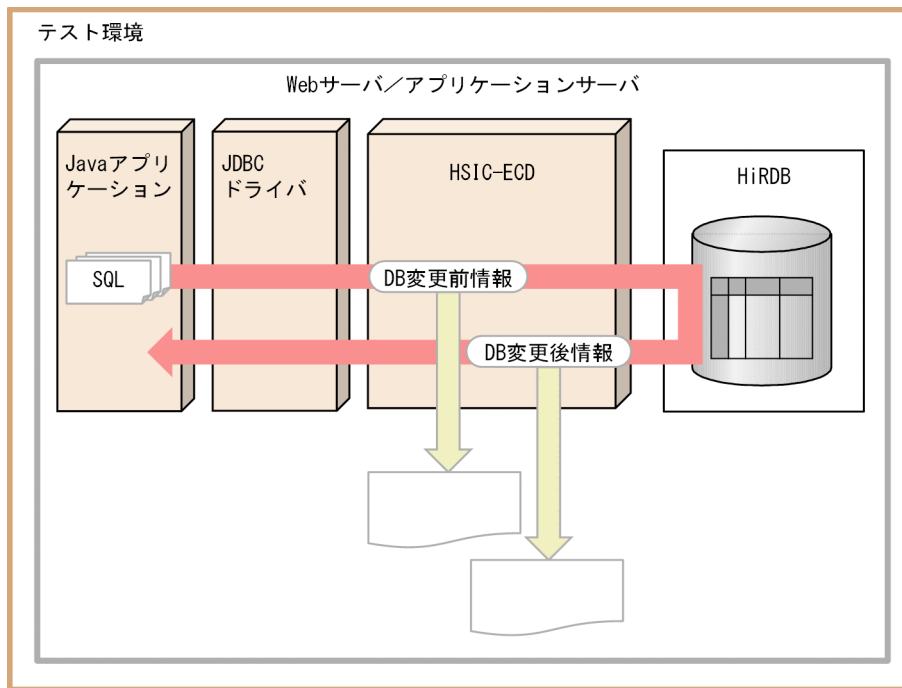 テスト環境
Webサーバ／アプリケーションサーバ
Javaアプリ
ケーション
JDBC
ドライバ
HSIC-ECD
HiRDB
SQL
DB変更前情報
DB変更後情報